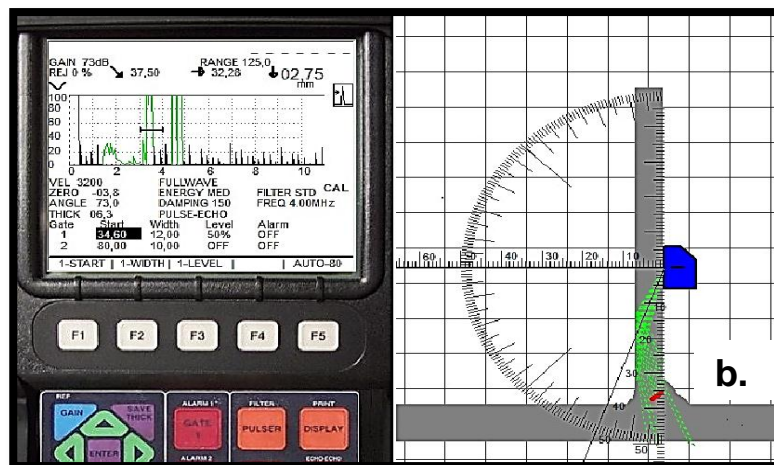 GAIN 73dB RANGE 125,0
REJ 0 % 37,50 32,28 02,75
mm
100
80
60
40
20
0
0 2 4 6 8 10
VEL 3200 FULLWAVE
ZERO -03,8 ENERGY MED FILTER STD CAL
ANGLE 73,0 DAMPING 150 FREQ 4.00MHz
THICK 06,3 PULSE-ECHO
Gate Start Width Level Alarm
1 34,60 12,00 50% OFF
2 80,00 10,00 OFF OFF
1-START | 1-WIDTH | 1-LEVEL | | AUTO-80
F1 F2 F3 F4 F5
REF ALARM 1 FILTER PRINT
GAIN SAVE THICK GATE 1 PULSER DISPLAY
ENTER ALARM 2 ECHO-ECHO
60 50 40 30 20 10
10
20
30
40
50 50
b.